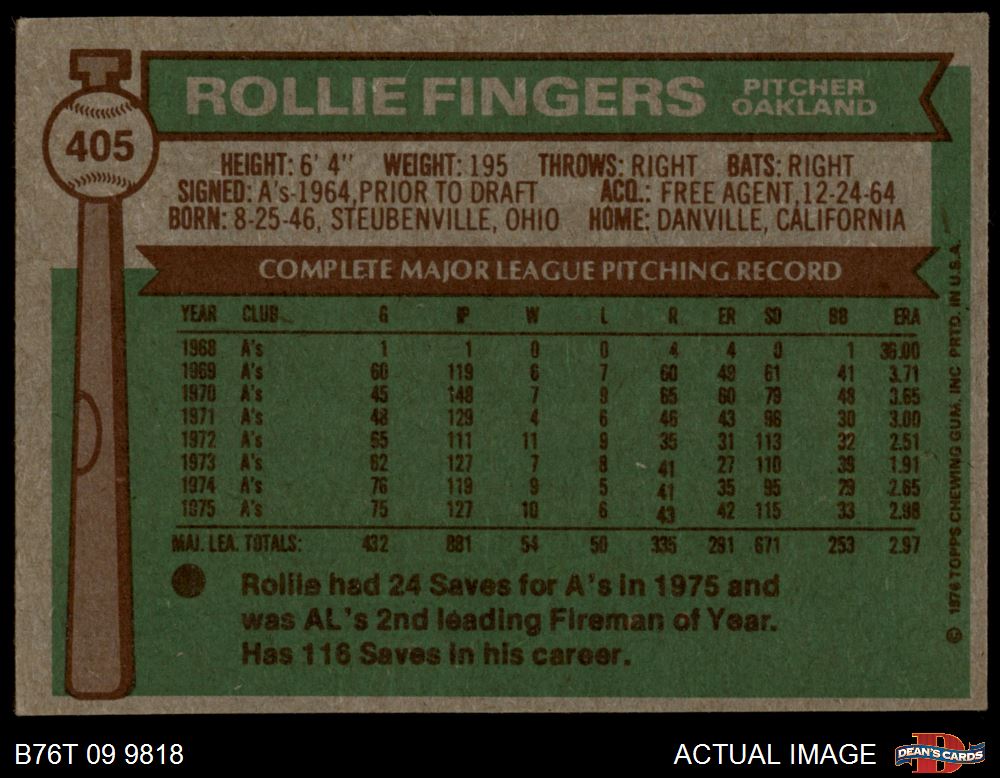 405
ROLLIE FINGERS PITCHER OAKLAND
HEIGHT: 6' 4" WEIGHT: 195 THROWS: RIGHT BATS: RIGHT
SIGNED: A's-1964, PRIOR TO DRAFT ACQ.: FREE AGENT, 12-24-64
BORN: 8-25-46, STEUBENVILLE, OHIO HOME: DANVILLE, CALIFORNIA
COMPLETE MAJOR LEAGUE PITCHING RECORD
YEAR CLUB G IP W L R ER SO BB ERA
1968 A's 1 1 0 0 4 4 0 1 36.00
1969 A's 60 119 6 7 60 49 61 41 3.71
1970 A's 45 148 7 9 65 60 79 48 3.65
1971 A's 48 129 4 6 46 43 98 30 3.00
1972 A's 65 111 11 9 35 31 113 32 2.51
1973 A's 62 127 7 8 41 27 110 39 1.91
1974 A's 76 119 9 5 41 35 95 29 2.65
1975 A's 75 127 10 6 43 42 115 33 2.98
MAJ. LEA. TOTALS: 432 881 54 50 335 291 671 253 2.97
Rollie had 24 Saves for A's in 1975 and
was AL's 2nd leading Fireman of Year.
Has 116 Saves in his career.
© 1976 TOPPS CHEWING GUM, INC PRTD. IN U.S.A.
B76T 09 9818 ACTUAL IMAGE DEAN'S CARDS